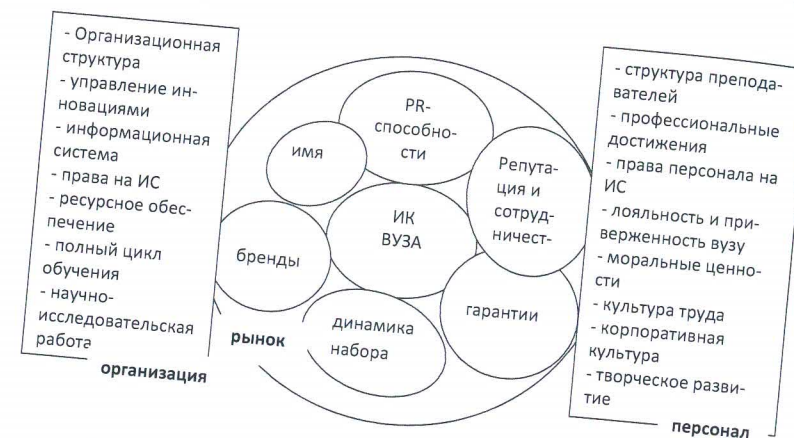 - Организационная
структура
- управление ин-
новациями
- информационная
система
- права на ИС
- ресурсное обес-
печение
- полный цикл
обучения
- научно-
исследовательская
работа
организация
PR-
способно-
сти
имя
Репута-
ция и
сотруд-
ничест-
ИК
ВУЗА
бренды
гарантии
динамика
набора
рынок
- структура препода-
вателей
- профессиональные
достижения
- права персонала на
ИС
- лояльность и при-
верженность вузу
- моральные ценно-
сти
- культура труда
- корпоративная
культура
- творческое разви-
тие
персонал